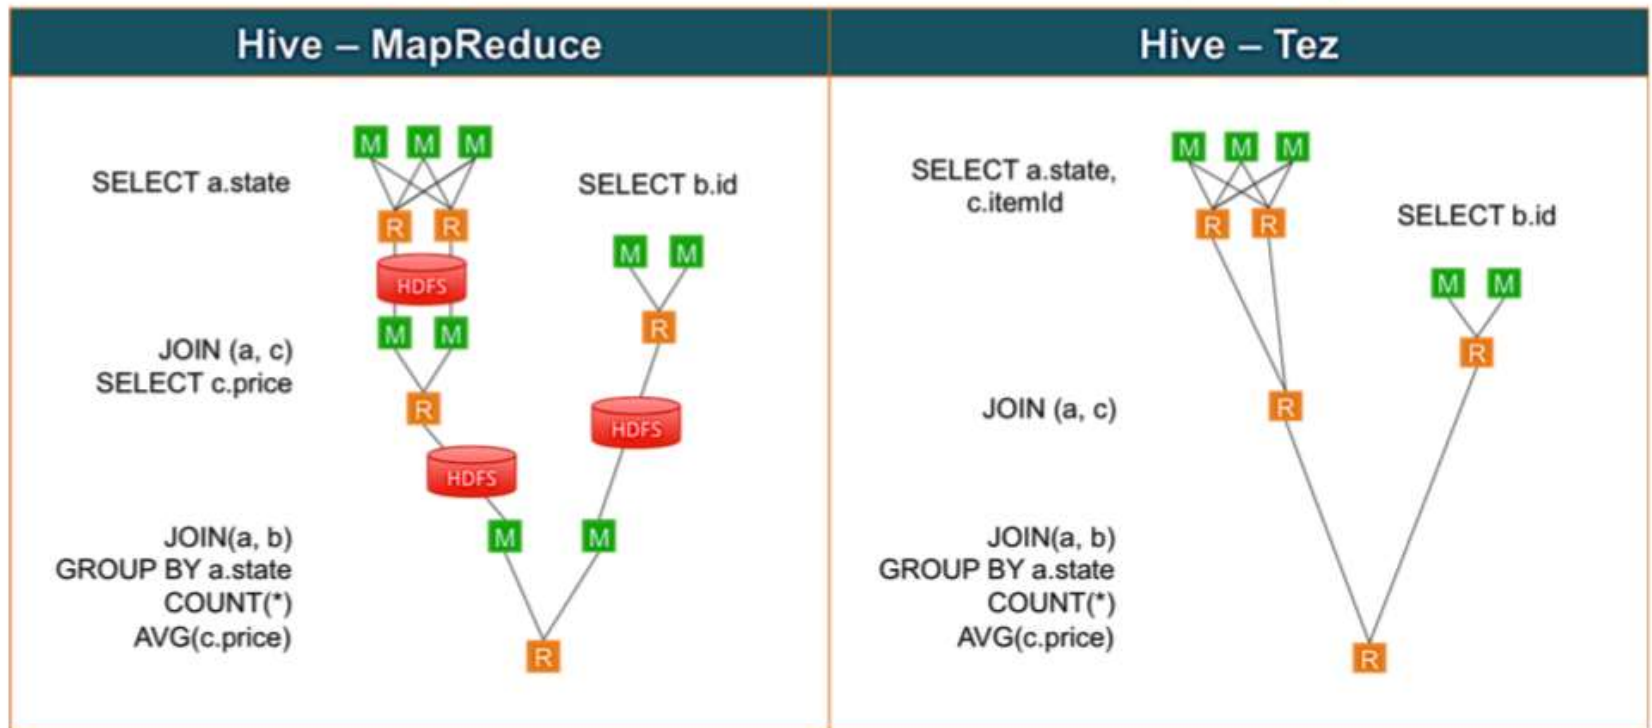 Hive – MapReduce
M M M
SELECT a.state
SELECT b.id
R R
M M
HDFS
M M
R
JOIN (a, c)
SELECT c.price
R
HDFS
HDFS
JOIN(a, b)
M M
GROUP BY a.state
COUNT(*)
AVG(c.price)
R
Hive – Tez
M M M
SELECT a.state,
c.itemId
R R
SELECT b.id
M M
R
JOIN (a, c)
R
JOIN(a, b)
GROUP BY a.state
COUNT(*)
AVG(c.price)
R